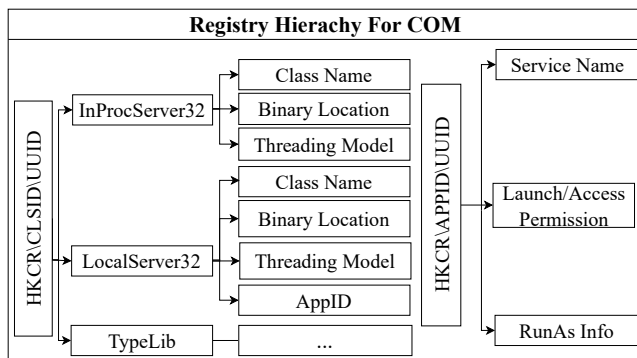 Registry Hierachy For COM
HKCR\CLSID\UUID
InProcServer32
Class Name
Binary Location
Threading Model
LocalServer32
Class Name
Binary Location
Threading Model
AppID
TypeLib
...
HKCR\APPID\UUID
Service Name
Launch/Access
Permission
RunAs Info